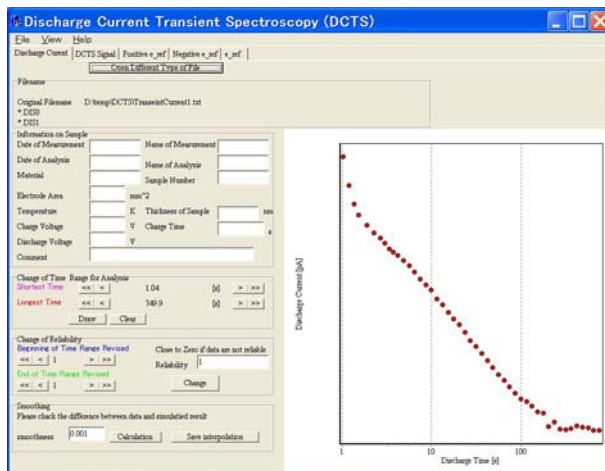 Discharge Current Transient Spectroscopy (DCTS)
File View Help
Discharge Current DCTS Signal Positive e_ref Negative e_ref e_ref
Open Different Type of File
Filename
Original Filename D:\temp\DCTS\TranseintCurrent1.txt
*.DIS0
*.DIS1
Information on Sample
Date of Measurement Name of Measurement
Date of Analysis Name of Analysis
Material Sample Number
Electrode Area mm^2
Temperature K Thickness of Sample nm
Charge Voltage V Charge Time s
Discharge Voltage V
Comment
Change of Time Range for Analysis
Shortest Time << < 1.04 [s] > >>
Longest Time << < 749.9 [s] > >>
Draw Clear
Change of Reliability
Beginning of Time Range Revised Close to Zero if data are not reliable
<< < 1 > >> Reliability 1
End of Time Range Revised
<< < 1 > >> Change
Smoothing
Please chack the difference between data and simulatied result
smoothness 0.001 Calculation Save interpolation
Discharge Current [pA]
1 10 100
Discharge Time [s]